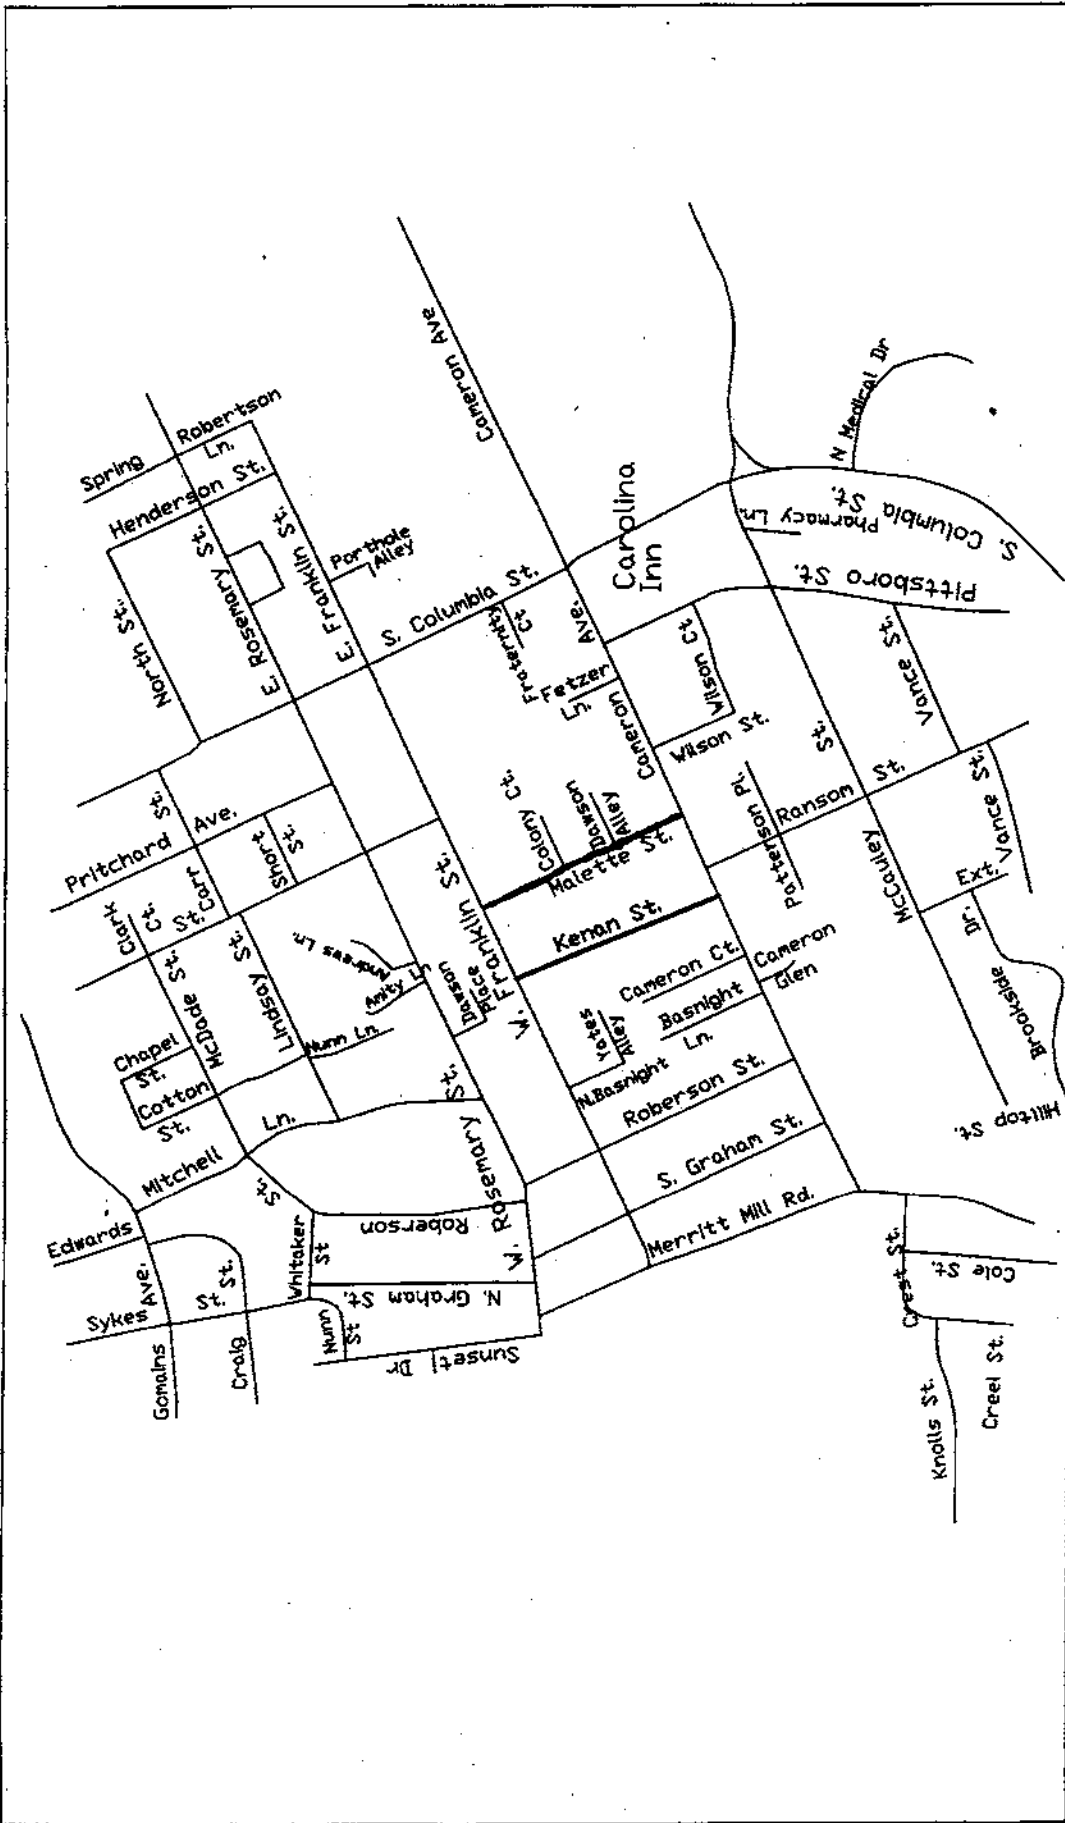 Cameron Ave
Spring
Robertson
Ln.
Henderson St.
N Medical Dr
North St.
E. Rosemary St.
E. Franklin St.
Porthole
Alley
Carolina
Inn
Pharmacy Ln.
S. Columbia
St.
Pittsboro St.
S. Columbia St.
Fraternity
Ct
Fetzer
Ln.
Cameron Ave.
Wilson Ct
Wilson St.
Vance St.
Pritchard Ave.
Carr St.
Short
St.
Clark
Ct.
Colony Ct.
Dawson
Alley
Malette St.
Kenan St.
Patterson Pl.
Ranson St.
McCauley St.
Vance St.
Ext.
McDade St.
Lindsay St.
Andrews Ln.
Amity Ln
Dawson
Place
W. Franklin St.
Cameron Ct.
Cameron
Glen
Basnight
Ln.
Yates
Alley
N.Basnight
Brookside Dr.
Hilltop St.
Chapel
St.
Cotton
St.
Nunn Ln.
Mitchell Ln.
W. Rosemary St.
Roberson St.
S. Graham St.
Merritt Mill Rd.
Edwards
Sykes St.
Gomains Ave.
Craig St.
Whitaker
St
Roberson
St.
N. Graham St.
Nunn
St
Sunset Dr
Crest St.
Cole St.
Knolls St.
Creel St.